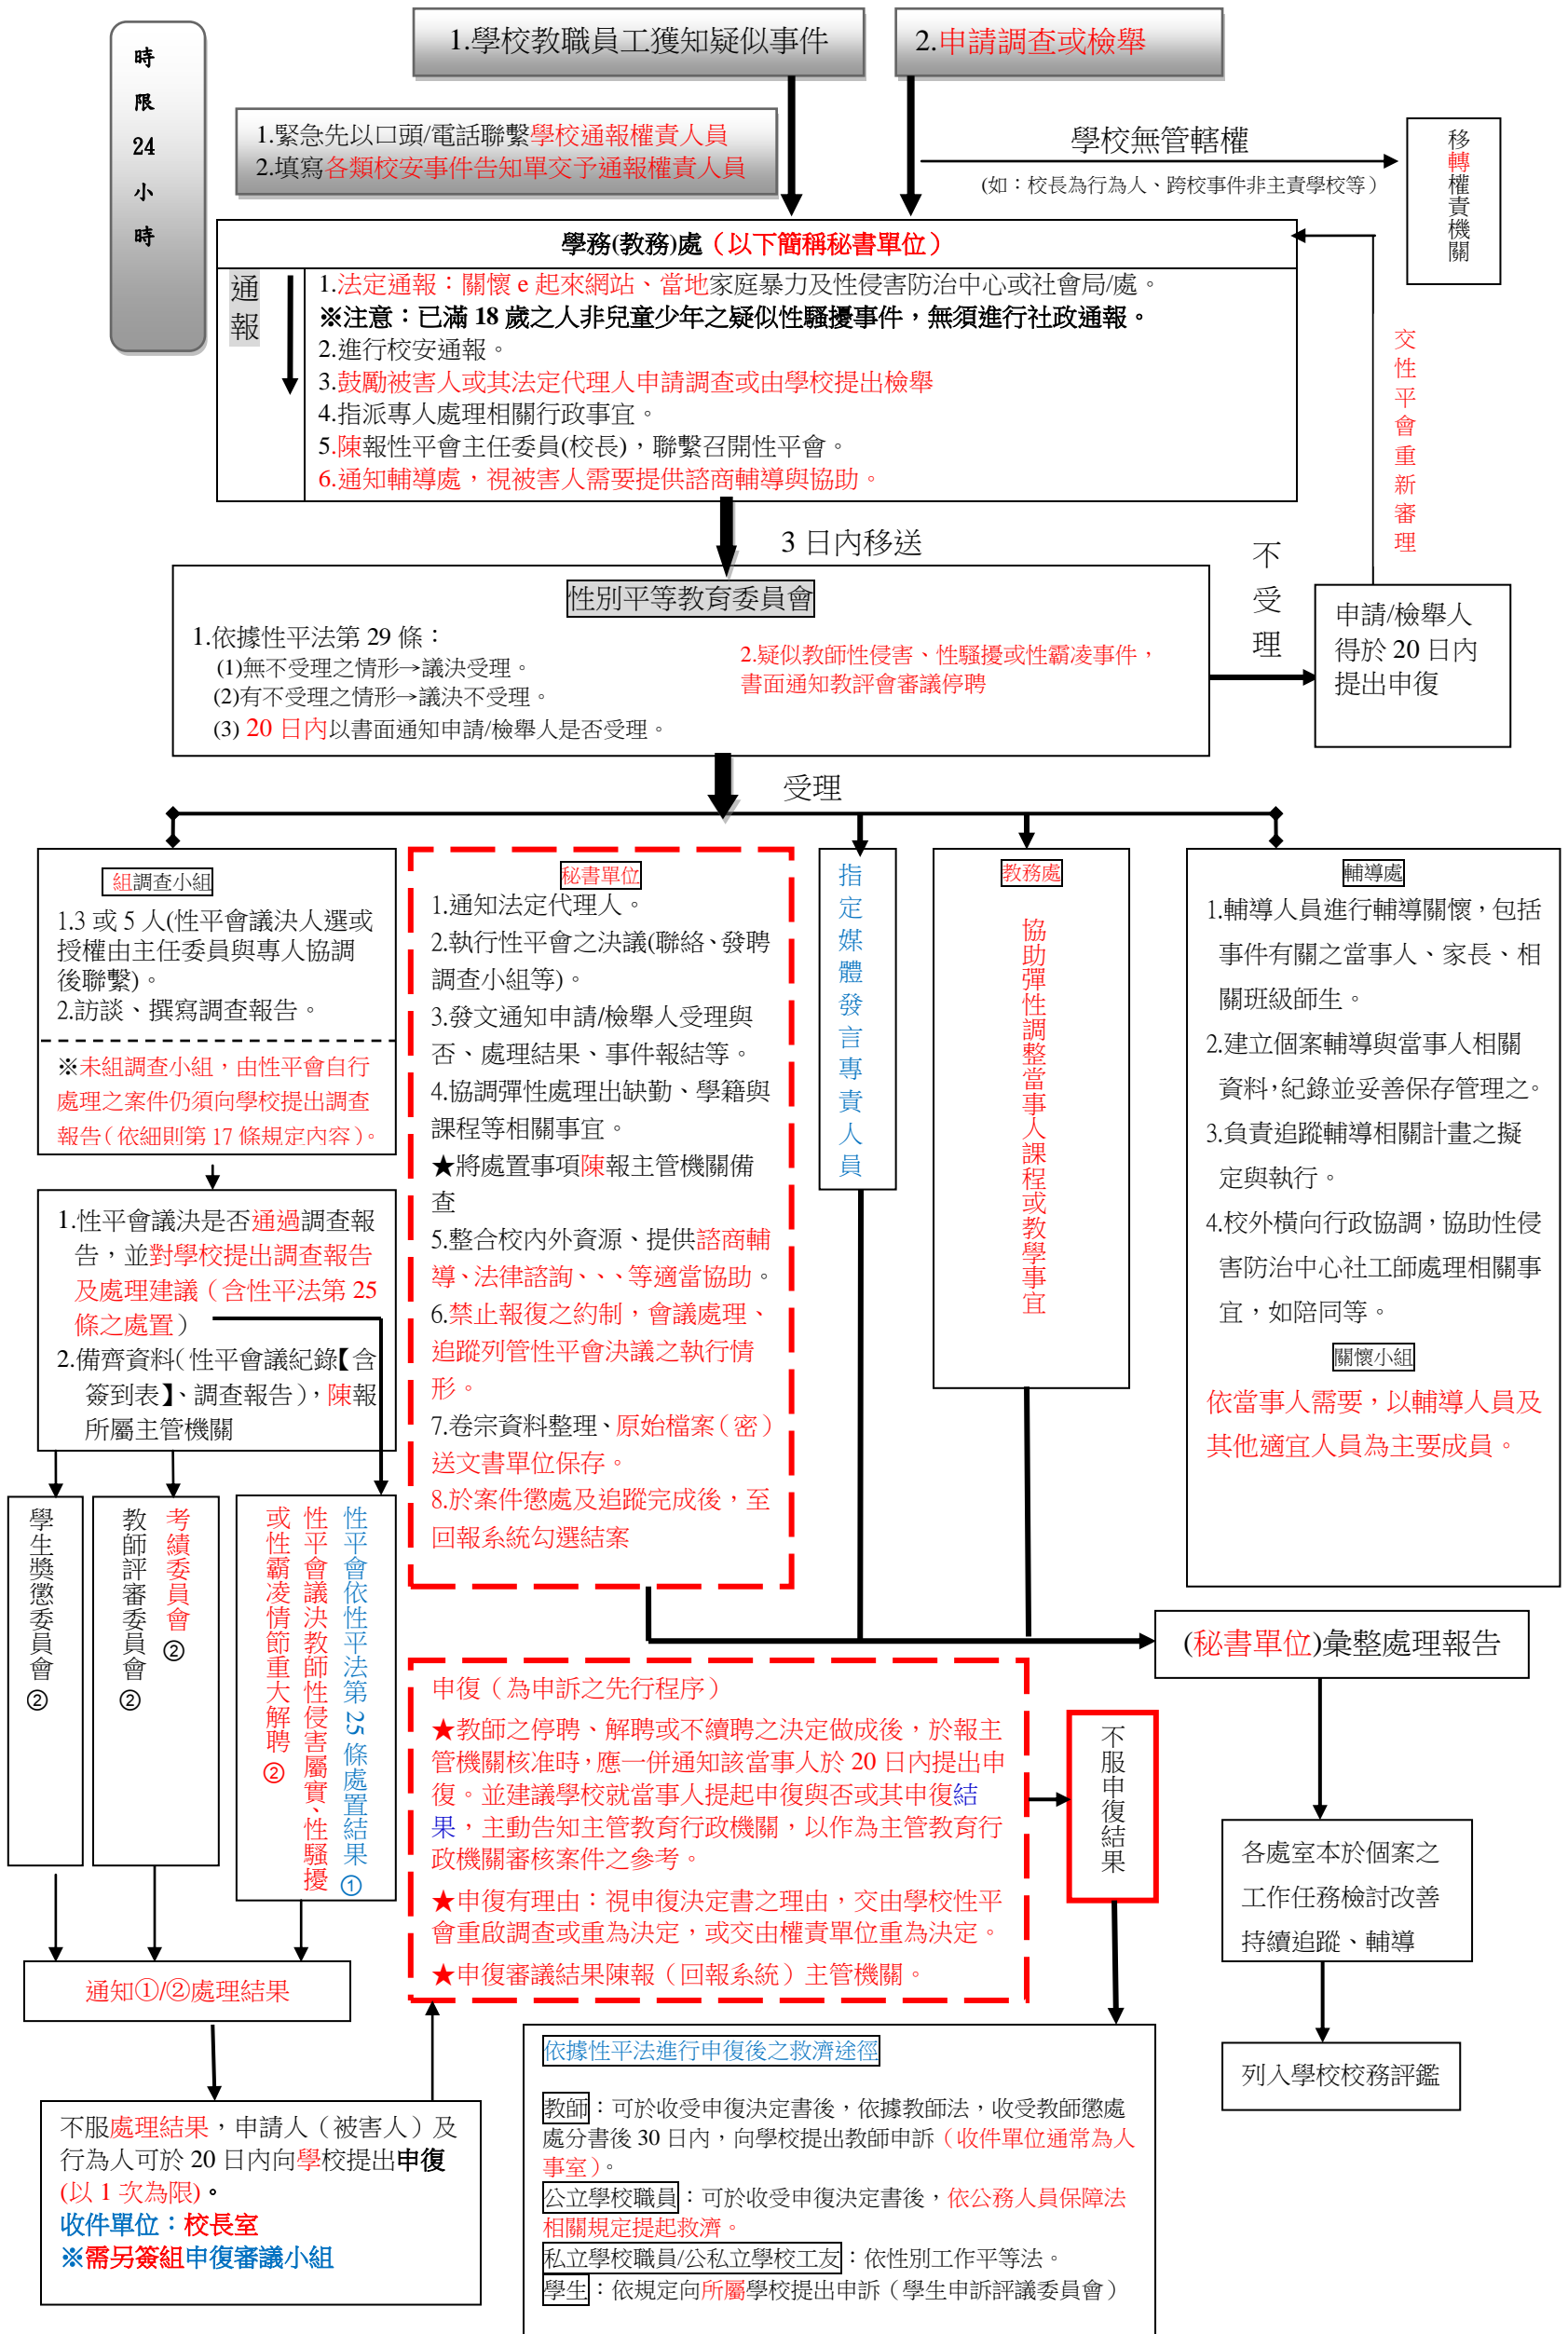 時
限
24
小
時
1.學校教職員工獲知疑似事件
2.申請調查或檢舉
1.緊急先以口頭/電話聯繫學校通報權責人員
2.填寫各類校安事件告知單交予通報權責人員
學校無管轄權
(如：校長為行為人、跨校事件非主責學校等）
移轉權責機關
學務(教務)處（以下簡稱秘書單位）
通報
1.法定通報：關懷 e 起來網站、當地家庭暴力及性侵害防治中心或社會局/處。
※注意：已滿 18 歲之人非兒童少年之疑似性騷擾事件，無須進行社政通報。
2.進行校安通報。
3.鼓勵被害人或其法定代理人申請調查或由學校提出檢舉
4.指派專人處理相關行政事宜。
5.陳報性平會主任委員(校長)，聯繫召開性平會。
6.通知輔導處，視被害人需要提供諮商輔導與協助。
交性平會重新審理
3 日內移送
性別平等教育委員會
1.依據性平法第 29 條：
(1)無不受理之情形→議決受理。
(2)有不受理之情形→議決不受理。
(3) 20 日內以書面通知申請/檢舉人是否受理。
2.疑似教師性侵害、性騷擾或性霸凌事件，
書面通知教評會審議停聘
不受理
申請/檢舉人
得於 20 日內
提出申復
受理
組調查小組
1.3 或 5 人(性平會議決人選或
授權由主任委員與專人協調
後聯繫)。
2.訪談、撰寫調查報告。
※未組調查小組，由性平會自行
處理之案件仍須向學校提出調查
報告（依細則第 17 條規定內容）。
1.性平會議決是否通過調查報
告，並對學校提出調查報告
及處理建議（含性平法第 25
條之處置）
2.備齊資料（性平會議紀錄【含
簽到表】、調查報告），陳報
所屬主管機關
學生獎懲委員會②
考績委員會②
教師評審委員會②
性平會依性平法第 25 條處置結果①
性平會議決教師性侵害屬實、性騷擾
或性霸凌情節重大解聘②
通知①/②處理結果
不服處理結果，申請人（被害人）及
行為人可於 20 日內向學校提出申復
(以 1 次為限)。
收件單位：校長室
※需另簽組申復審議小組
秘書單位
1.通知法定代理人。
2.執行性平會之決議(聯絡、發聘
調查小組等)。
3.發文通知申請/檢舉人受理與
否、處理結果、事件報結等。
4.協調彈性處理出缺勤、學籍與
課程等相關事宜。
★將處置事項陳報主管機關備
查
5.整合校內外資源、提供諮商輔
導、法律諮詢、、、等適當協助。
6.禁止報復之約制，會議處理、
追蹤列管性平會決議之執行情
形。
7.卷宗資料整理、原始檔案（密）
送文書單位保存。
8.於案件懲處及追蹤完成後，至
回報系統勾選結案
指定媒體發言專責人員
教務處
協助彈性調整當事人課程或教學事宜
輔導處
1.輔導人員進行輔導關懷，包括
事件有關之當事人、家長、相
關班級師生。
2.建立個案輔導與當事人相關
資料，紀錄並妥善保存管理之。
3.負責追蹤輔導相關計畫之擬
定與執行。
4.校外橫向行政協調，協助性侵
害防治中心社工師處理相關事
宜，如陪同等。
關懷小組
依當事人需要，以輔導人員及
其他適宜人員為主要成員。
(秘書單位)彙整處理報告
各處室本於個案之
工作任務檢討改善
持續追蹤、輔導
列入學校校務評鑑
申復（為申訴之先行程序）
★教師之停聘、解聘或不續聘之決定做成後，於報主
管機關核准時，應一併通知該當事人於 20 日內提出申
復。並建議學校就當事人提起申復與否或其申復結
果，主動告知主管教育行政機關，以作為主管教育行
政機關審核案件之參考。
★申復有理由：視申復決定書之理由，交由學校性平
會重啟調查或重為決定，或交由權責單位重為決定。
★申復審議結果陳報（回報系統）主管機關。
不服申復結果
依據性平法進行申復後之救濟途徑
教師：可於收受申復決定書後，依據教師法，收受教師懲處
處分書後 30 日內，向學校提出教師申訴（收件單位通常為人
事室）。
公立學校職員：可於收受申復決定書後，依公務人員保障法
相關規定提起救濟。
私立學校職員/公私立學校工友：依性別工作平等法。
學生：依規定向所屬學校提出申訴（學生申訴評議委員會）